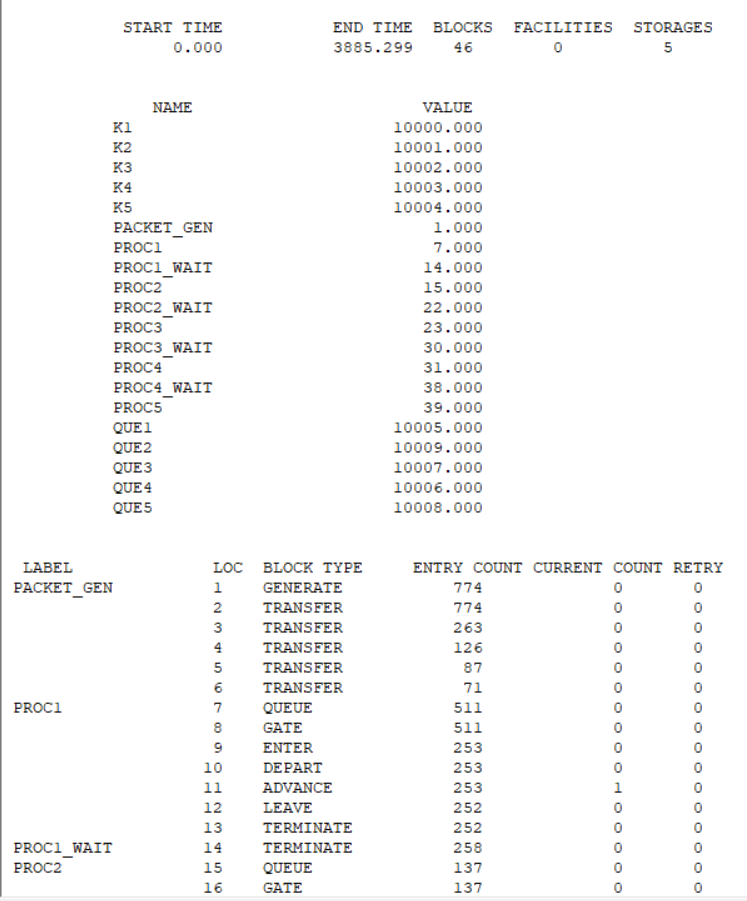 START TIME END TIME BLOCKS FACILITIES STORAGES
0.000 3885.299 46 0 5
NAME VALUE
K1 10000.000
K2 10001.000
K3 10002.000
K4 10003.000
K5 10004.000
PACKET_GEN 1.000
PROC1 7.000
PROC1_WAIT 14.000
PROC2 15.000
PROC2_WAIT 22.000
PROC3 23.000
PROC3_WAIT 30.000
PROC4 31.000
PROC4_WAIT 38.000
PROC5 39.000
QUE1 10005.000
QUE2 10009.000
QUE3 10007.000
QUE4 10006.000
QUE5 10008.000
LABEL LOC BLOCK TYPE ENTRY COUNT CURRENT COUNT RETRY
PACKET_GEN 1 GENERATE 774 0 0
2 TRANSFER 774 0 0
3 TRANSFER 263 0 0
4 TRANSFER 126 0 0
5 TRANSFER 87 0 0
6 TRANSFER 71 0 0
PROC1 7 QUEUE 511 0 0
8 GATE 511 0 0
9 ENTER 253 0 0
10 DEPART 253 0 0
11 ADVANCE 253 1 0
12 LEAVE 252 0 0
13 TERMINATE 252 0 0
PROC1_WAIT 14 TERMINATE 258 0 0
PROC2 15 QUEUE 137 0 0
16 GATE 137 0 0